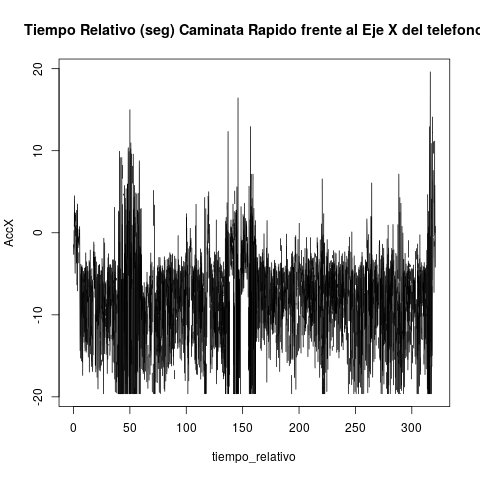 Tiempo Relativo (seg) Caminata Rapido frente al Eje X del telefono
20
10
0
-10
-20
AccX
0 50 100 150 200 250 300
tiempo_relativo